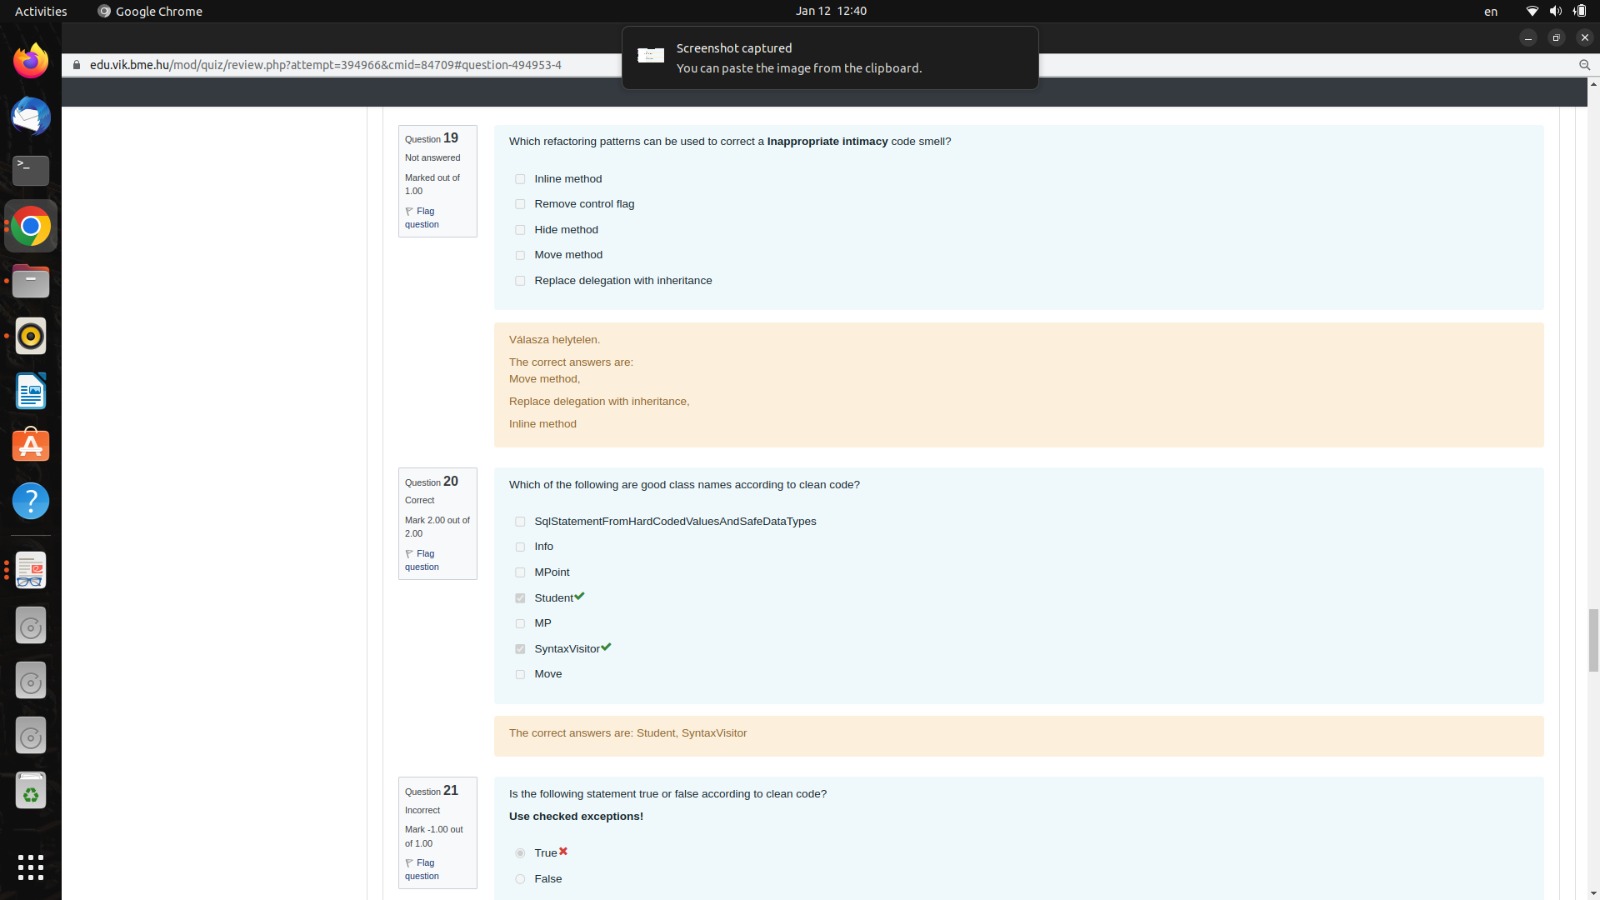 Activities
Google Chrome
Jan 12 12:40
en
Screenshot captured
You can paste the image from the clipboard.
edu.vik.bme.hu/mod/quiz/review.php?attempt=394966&cmid=84709#question-494953-4
Question 19
Not answered
Marked out of
1.00
Flag
question
Which refactoring patterns can be used to correct a Inappropriate intimacy code smell?
Inline method
Remove control flag
Hide method
Move method
Replace delegation with inheritance
Válasza helytelen.
The correct answers are:
Move method,
Replace delegation with inheritance,
Inline method
Question 20
Correct
Mark 2.00 out of
2.00
Flag
question
Which of the following are good class names according to clean code?
SqlStatementFromHardCodedValuesAndSafeDataTypes
Info
MPoint
Student
MP
SyntaxVisitor
Move
The correct answers are: Student, SyntaxVisitor
Question 21
Incorrect
Mark -1.00 out
of 1.00
Flag
question
Is the following statement true or false according to clean code?
Use checked exceptions!
True
False